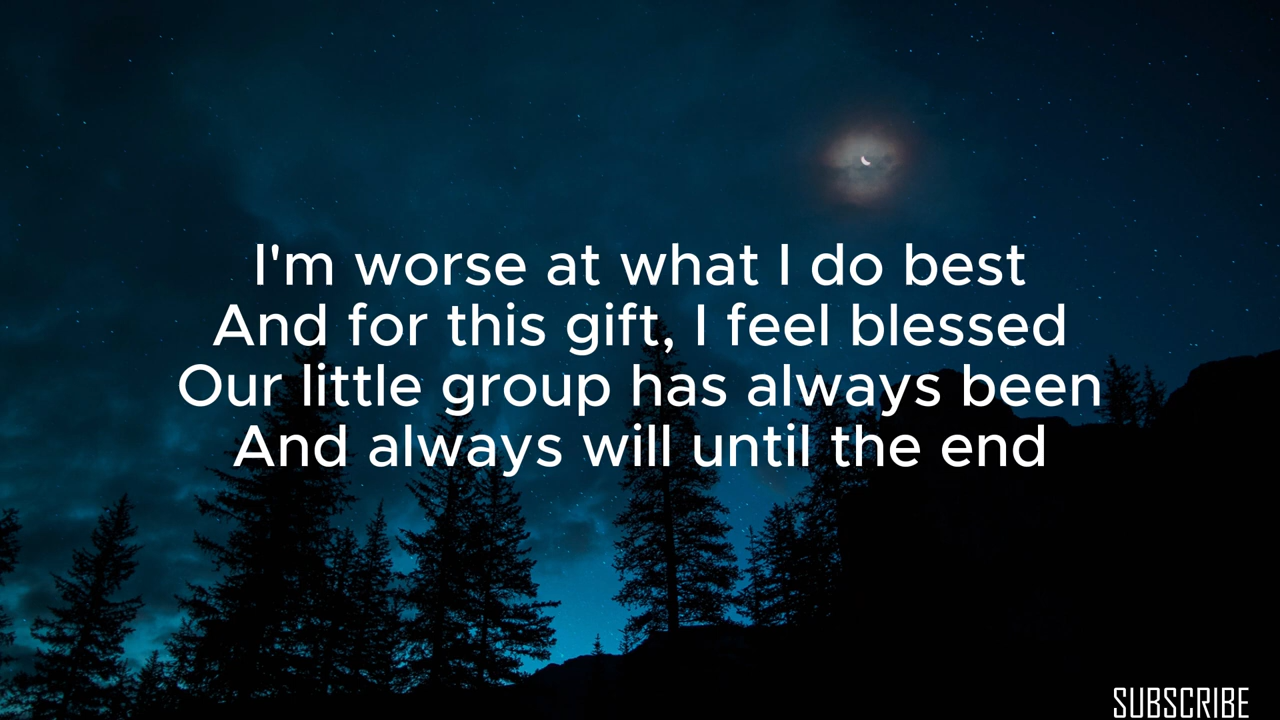 I'm worse at what I do best
And for this gift, I feel blessed
Our little group has always been
And always will until the end
SUBSCRIBE